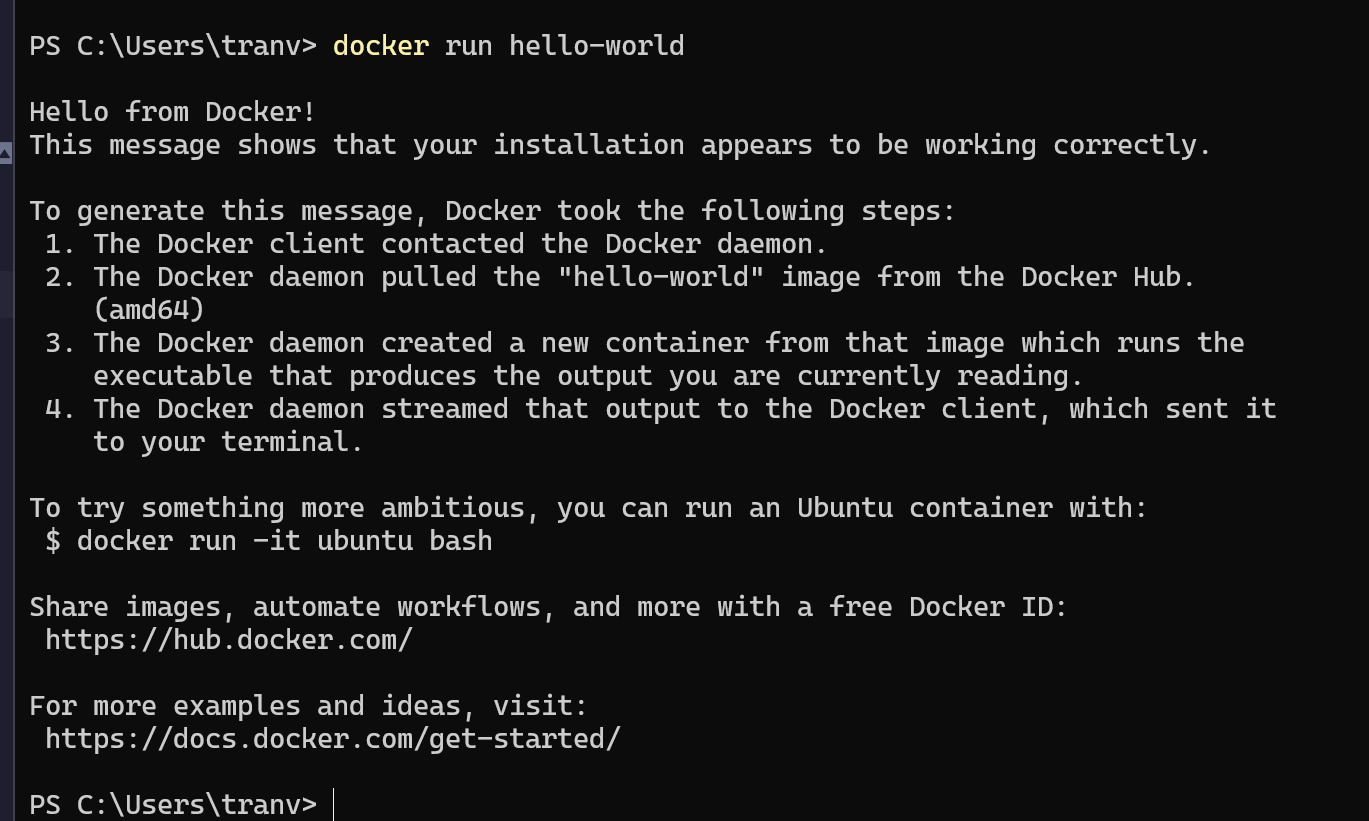 PS C:\Users\tranv> docker run hello-world
Hello from Docker!
This message shows that your installation appears to be working correctly.
To generate this message, Docker took the following steps:
1. The Docker client contacted the Docker daemon.
2. The Docker daemon pulled the "hello-world" image from the Docker Hub.
(amd64)
3. The Docker daemon created a new container from that image which runs the
executable that produces the output you are currently reading.
4. The Docker daemon streamed that output to the Docker client, which sent it
to your terminal.
To try something more ambitious, you can run an Ubuntu container with:
$ docker run -it ubuntu bash
Share images, automate workflows, and more with a free Docker ID:
https://hub.docker.com/
For more examples and ideas, visit:
https://docs.docker.com/get-started/
PS C:\Users\tranv>